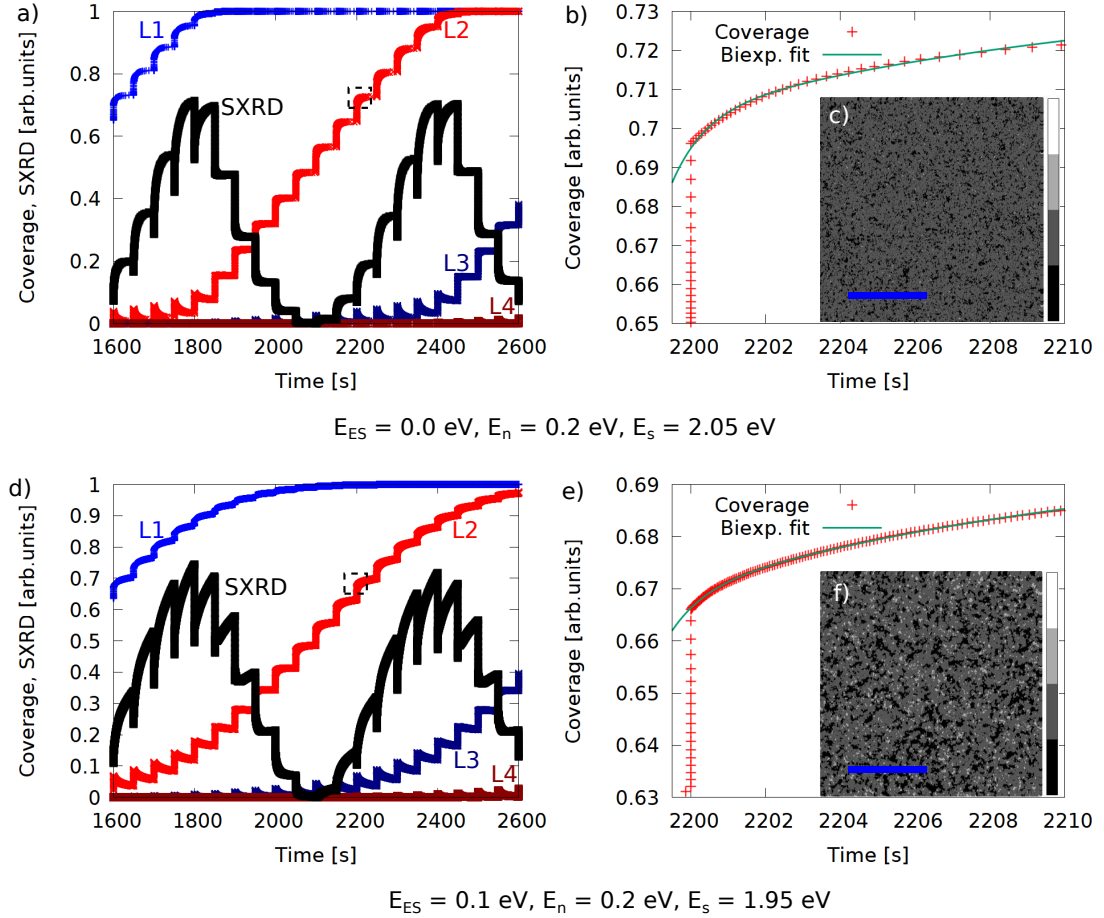 a)
Coverage, SXRD [arb.units]
1
0.8
0.6
0.4
0.2
0
L1
L2
SXRD
L3
L4
1600 1800 2000 2200 2400 2600
Time [s]
b)
Coverage [arb.units]
0.73
0.72
0.71
0.7
0.69
0.68
0.67
0.66
0.65
Coverage
Biexp. fit
c)
2200 2202 2204 2206 2208 2210
Time [s]
E_ES = 0.0 eV, E_n = 0.2 eV, E_s = 2.05 eV
d)
Coverage, SXRD [arb.units]
1
0.9
0.8
0.7
0.6
0.5
0.4
0.3
0.2
0.1
0
L1
L2
SXRD
L3
L4
1600 1800 2000 2200 2400 2600
Time [s]
e)
Coverage [arb.units]
0.69
0.68
0.67
0.66
0.65
0.64
0.63
Coverage
Biexp. fit
f)
2200 2202 2204 2206 2208 2210
Time [s]
E_ES = 0.1 eV, E_n = 0.2 eV, E_s = 1.95 eV